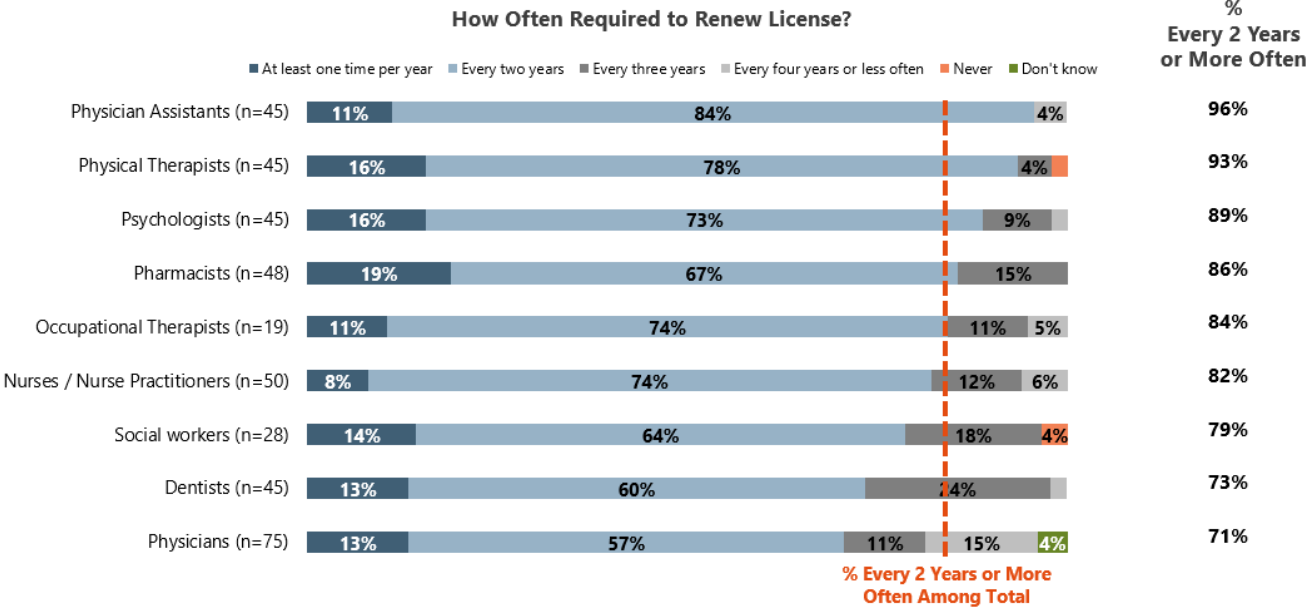 How Often Required to Renew License?
%
Every 2 Years
or More Often
At least one time per year Every two years Every three years Every four years or less often Never Don't know
Physician Assistants (n=45) 11% 84% 4% 96%
Physical Therapists (n=45) 16% 78% 4% 93%
Psychologists (n=45) 16% 73% 9% 89%
Pharmacists (n=48) 19% 67% 15% 86%
Occupational Therapists (n=19) 11% 74% 11% 5% 84%
Nurses / Nurse Practitioners (n=50) 8% 74% 12% 6% 82%
Social workers (n=28) 14% 64% 18% 4% 79%
Dentists (n=45) 13% 60% 24% 73%
Physicians (n=75) 13% 57% 11% 15% 4% 71%
% Every 2 Years or More
Often Among Total